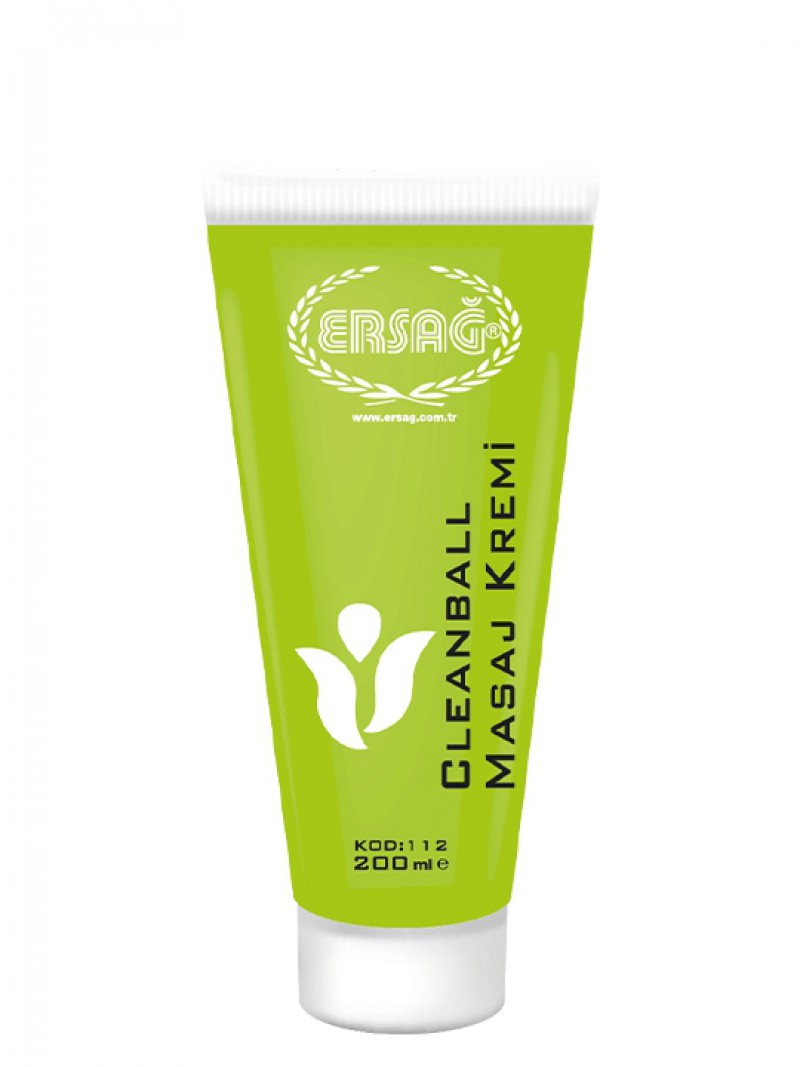 ERSAĞ®
www.ersag.com.tr
CLEANBALL
MASAJ KREMİ
KOD:112
200 ml e